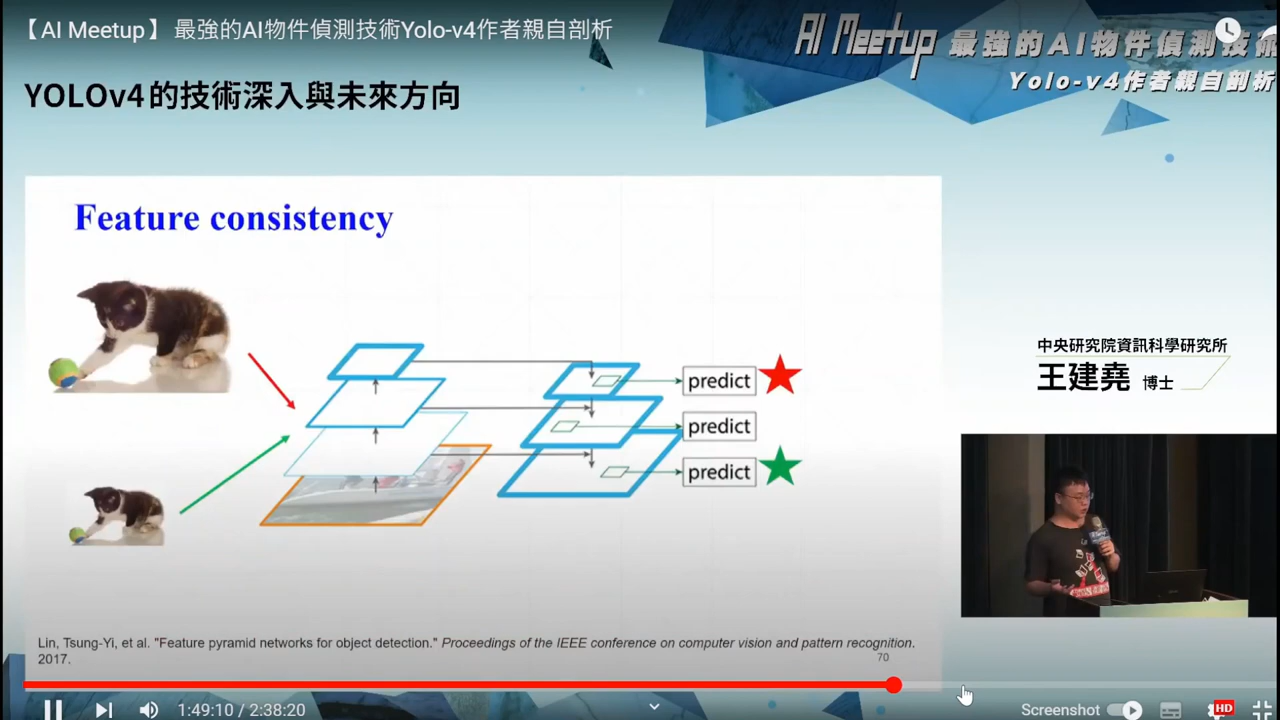 【AI Meetup】 最強的AI物件偵測技術Yolo-v4作者親自剖析
AI Meetup 最強的AI物件偵測技術
Yolo-v4作者親自剖析
YOLOv4的技術深入與未來方向
Feature consistency
predict
predict
predict
中央研究院資訊科學研究所
王建堯 博士
Lin, Tsung-Yi, et al. "Feature pyramid networks for object detection." Proceedings of the IEEE conference on computer vision and pattern recognition.
2017.
70
1:49:10 / 2:38:20
Screenshot
HD